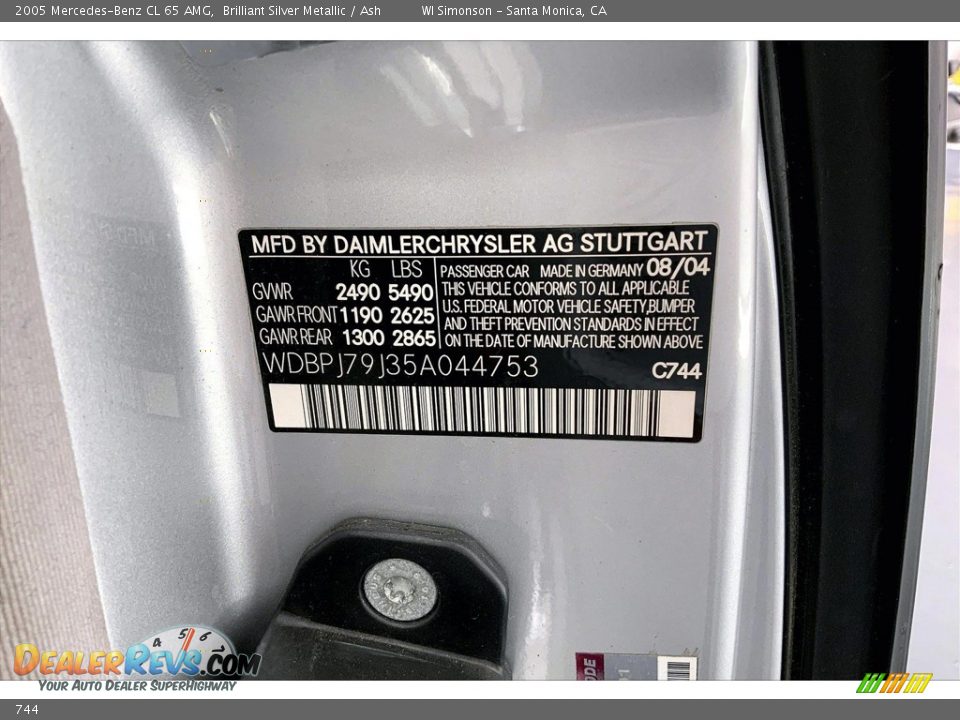 2005 Mercedes-Benz CL 65 AMG, Brilliant Silver Metallic / Ash WI Simonson - Santa Monica, CA
MFD BY DAIMLERCHRYSLER AG STUTTGART
KG LBS
GVWR 2490 5490
GAWR FRONT 1190 2625
GAWR REAR 1300 2865
PASSENGER CAR MADE IN GERMANY 08/04
THIS VEHICLE CONFORMS TO ALL APPLICABLE
U.S. FEDERAL MOTOR VEHICLE SAFETY, BUMPER
AND THEFT PREVENTION STANDARDS IN EFFECT
ON THE DATE OF MANUFACTURE SHOWN ABOVE
WDBPJ79J35A044753 C744
4 5 6
DEALERREVS.COM
YOUR AUTO DEALER SUPERHIGHWAY
744